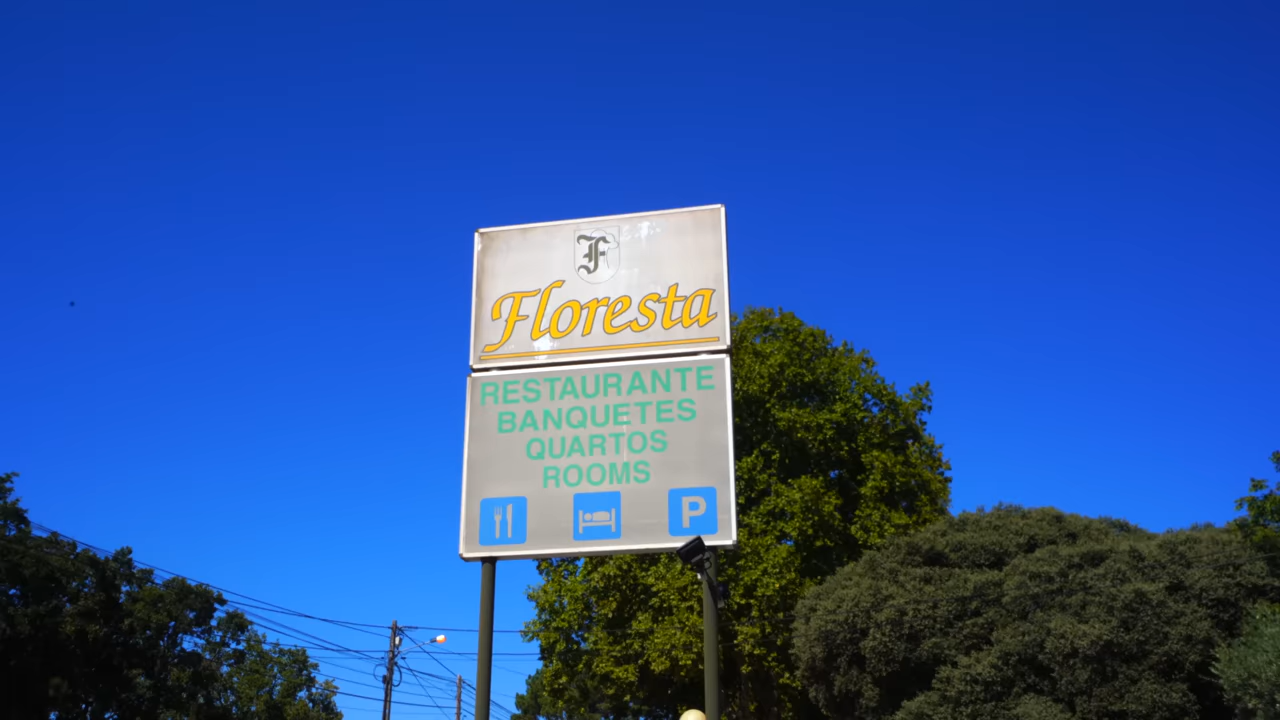 F
Floresta
RESTAURANTE
BANQUETES
QUARTOS
ROOMS
P